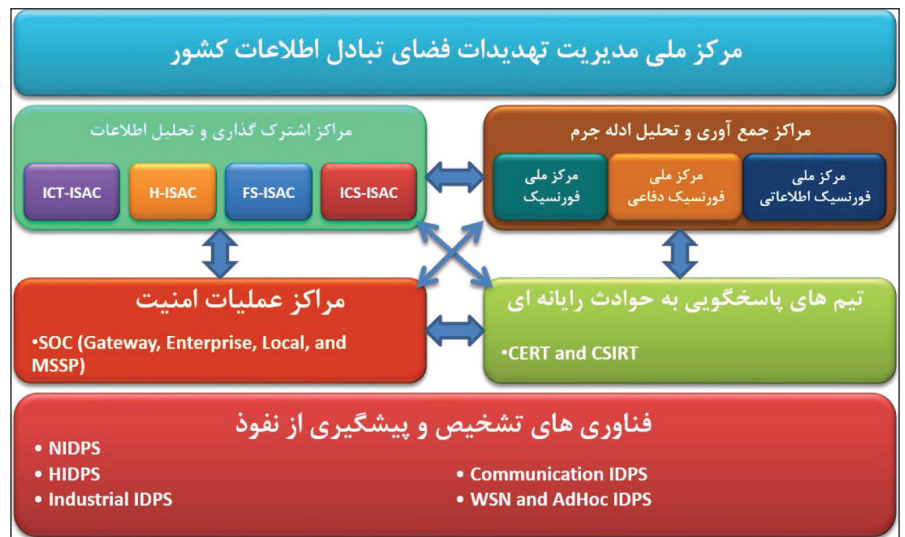 مرکز ملی مدیریت تهدیدات فضای تبادل اطلاعات کشور
مراکز جمع آوری و تحلیل ادله جرم
مرکز ملی
فورنسیک اطلاعاتی
مرکز ملی
فورنسیک دفاعی
مرکز ملی
فورنسیک
مراکز اشترک گذاری و تحلیل اطلاعات
ICT-ISAC
H-ISAC
FS-ISAC
ICS-ISAC
تیم های پاسخگویی به حوادث رایانه ای
•CERT and CSIRT
مراکز عملیات امنیت
•SOC (Gateway, Enterprise, Local, and
MSSP)
فناوری های تشخیص و پیشگیری از نفوذ
• NIDPS
• HIDPS
• Industrial IDPS
• Communication IDPS
• WSN and AdHoc IDPS